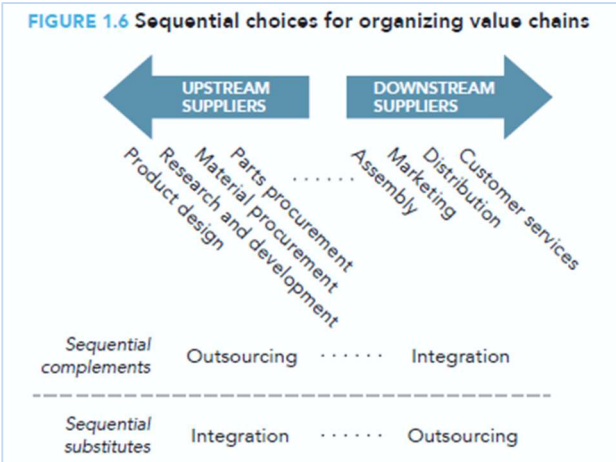 FIGURE 1.6 Sequential choices for organizing value chains
UPSTREAM
SUPPLIERS
DOWNSTREAM
SUPPLIERS
Product design
Research and development
Material procurement
Parts procurement
......
Assembly
Marketing
Distribution
Customer services
Sequential
complements
Outsourcing ...... Integration
Sequential
substitutes
Integration ...... Outsourcing